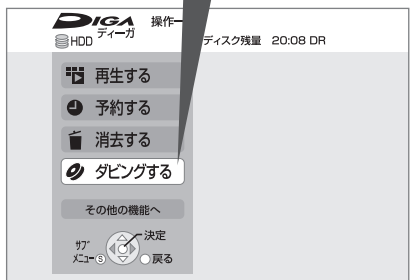 DIGA 操作一
HDD ディーガ
ディスク残量 20:08 DR
再生する
予約する
消去する
ダビングする
その他の機能へ
決定
サブ
メニュー S 戻る